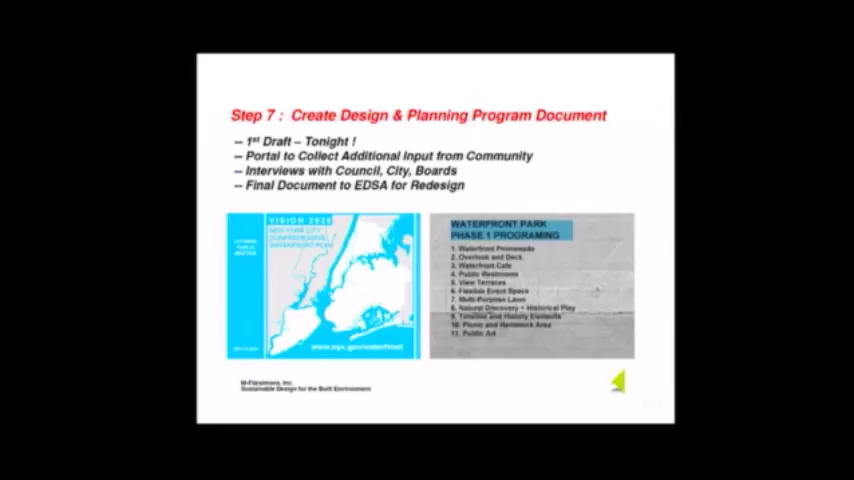 Step 7 : Create Design & Planning Program Document
-- 1st Draft – Tonight !
-- Portal to Collect Additional Input from Community
-- Interviews with Council, City, Boards
-- Final Document to EDSA for Redesign
VISION 2020
NEW YORK CITY
COMPREHENSIVE
WATERFRONT PLAN
PUBLIC
MEETING
www.nyc.gov/waterfront
WATERFRONT PARK
PHASE 1 PROGRAMING
1. Waterfront Promenade
2. Overlook and Deck
3. Waterfront Cafe
4. Public Restrooms
5. View Terraces
6. Flexible Event Space
7. Multi-Purpose Lawn
8. Natural Discovery + Historical Play
9. Timeline and History Elements
10. Picnic and Hammock Area
11. Public Art
Sustainable Design for the Built Environment